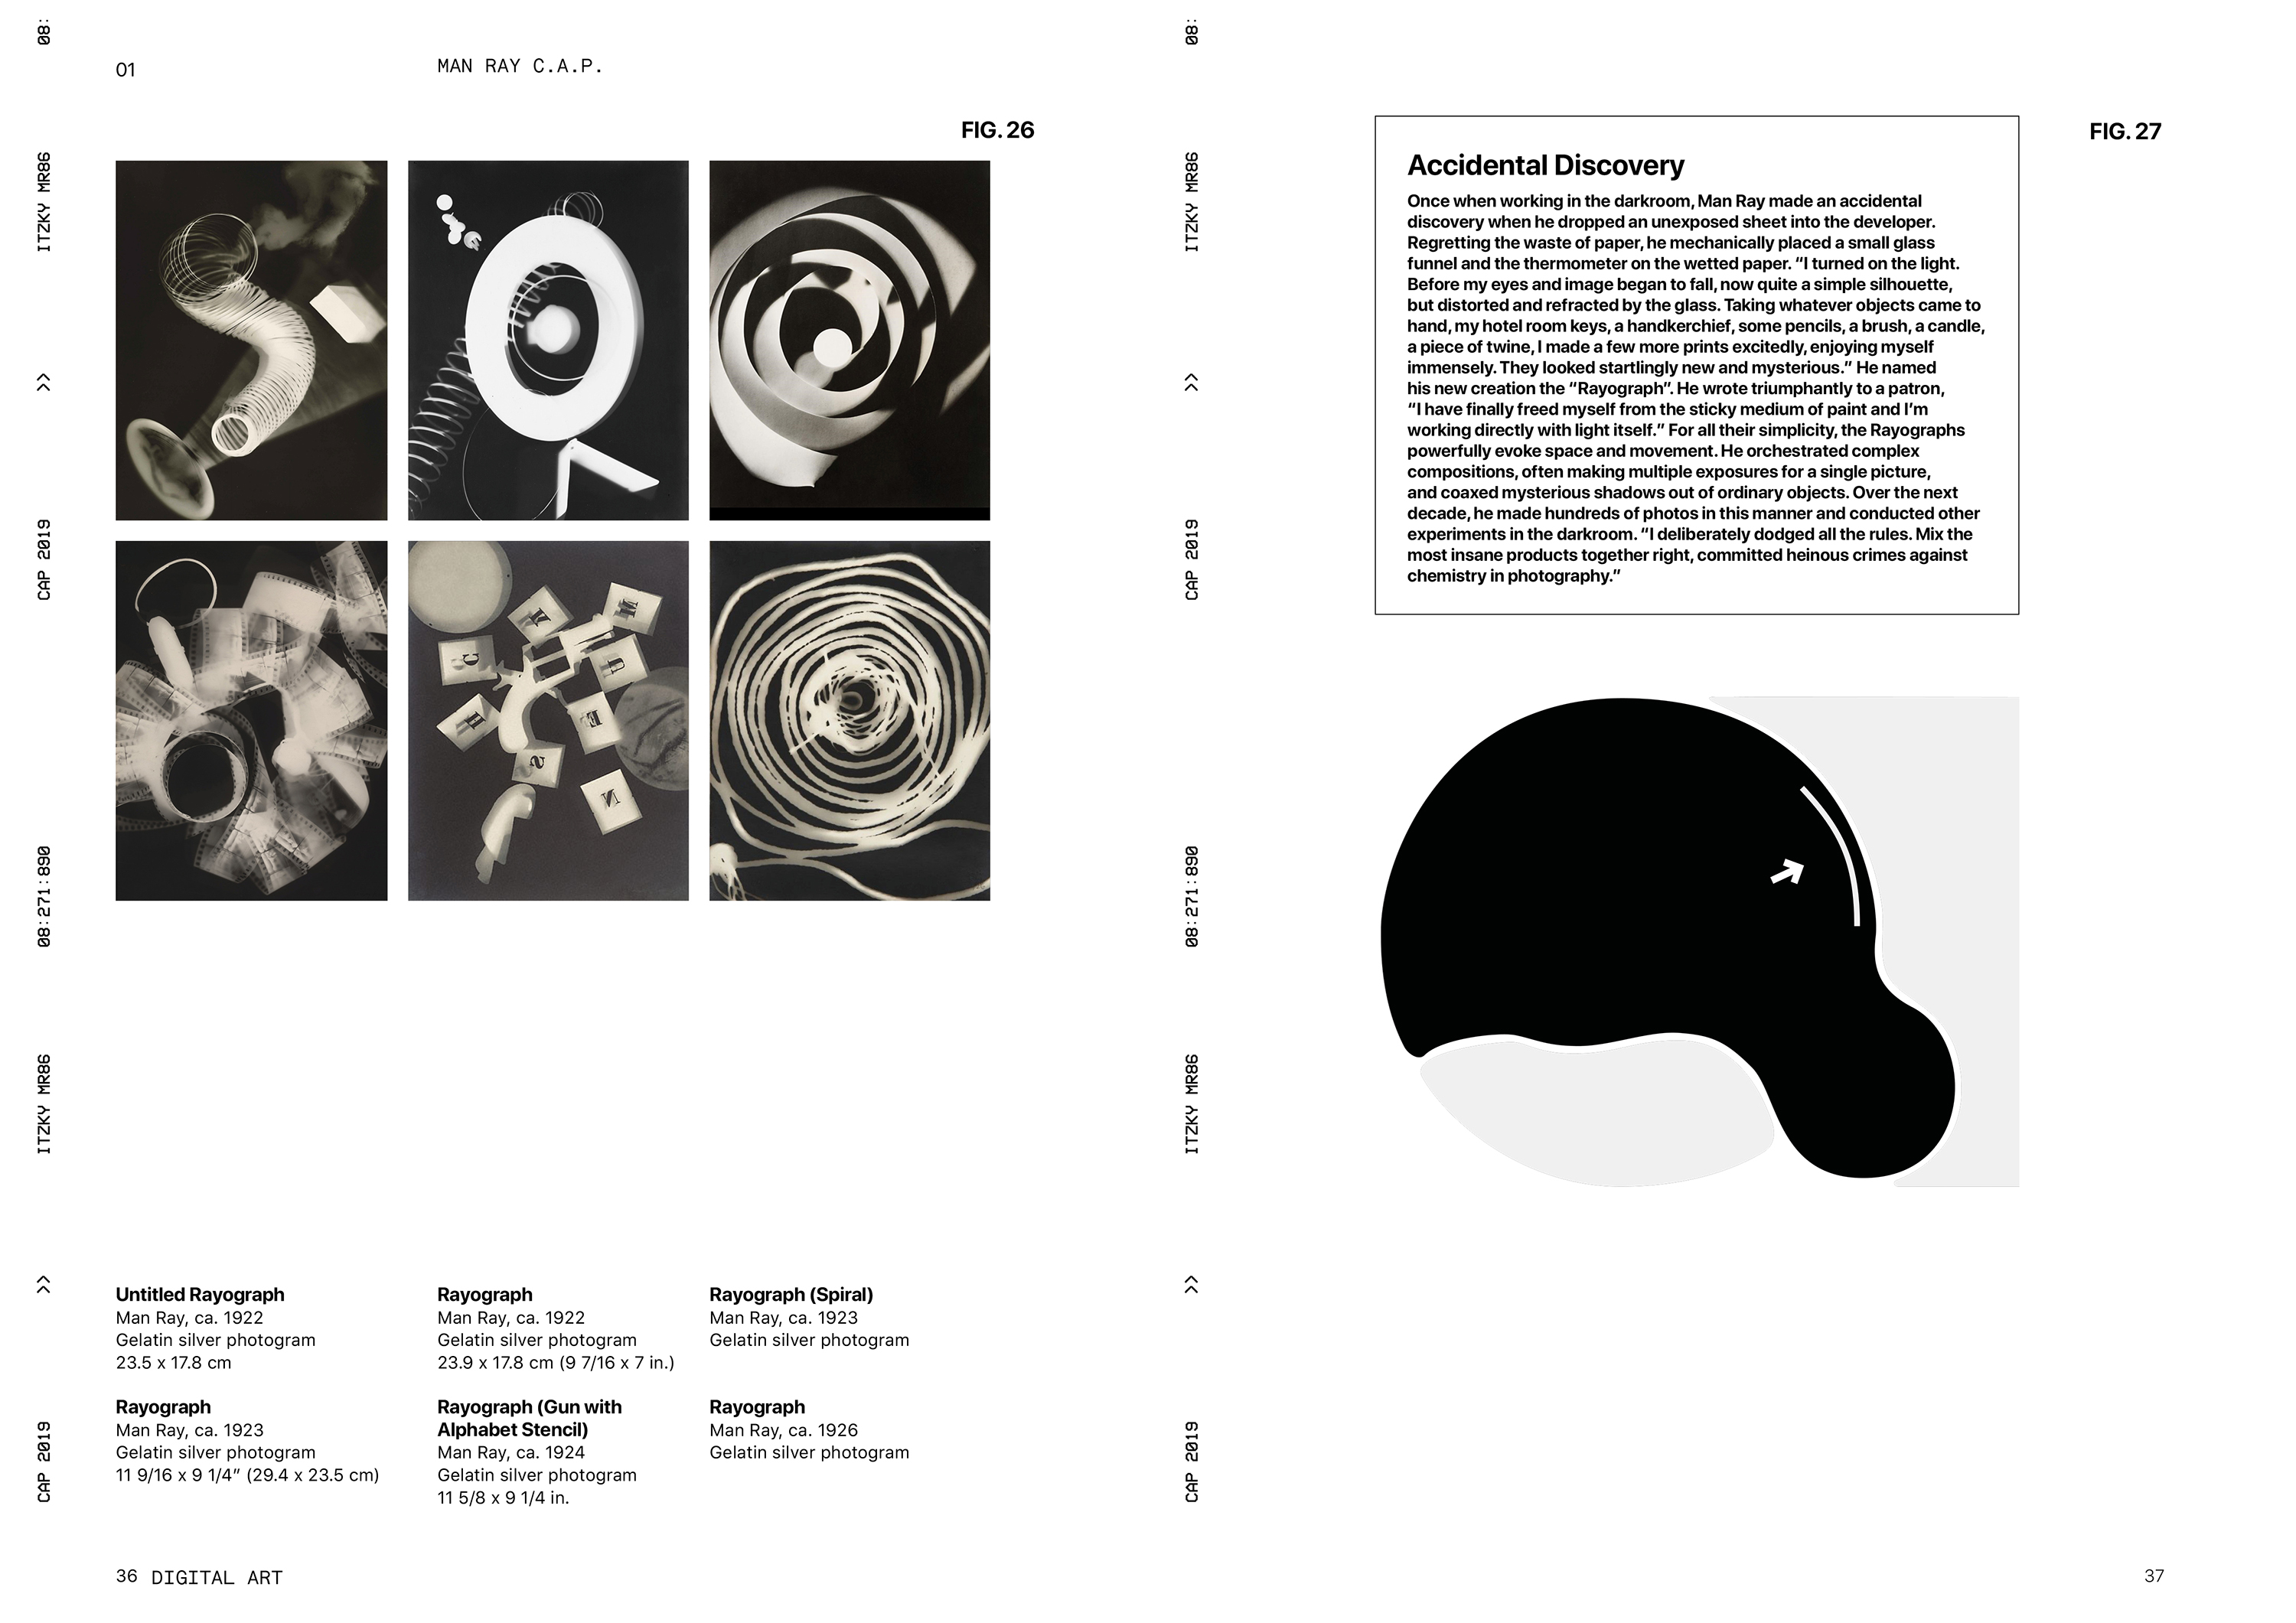 08:
ITZKY MR86
>>
CAP 2019
08:271:890
ITZKY MR86
>>
CAP 2019
01
MAN RAY C.A.P.
FIG. 26
C
Y
M
U
H
E
S
N
Untitled Rayograph
Man Ray, ca. 1922
Gelatin silver photogram
23.5 x 17.8 cm
Rayograph
Man Ray, ca. 1922
Gelatin silver photogram
23.9 x 17.8 cm (9 7/16 x 7 in.)
Rayograph (Spiral)
Man Ray, ca. 1923
Gelatin silver photogram
Rayograph
Man Ray, ca. 1923
Gelatin silver photogram
11 9/16 x 9 1/4” (29.4 x 23.5 cm)
Rayograph (Gun with
Alphabet Stencil)
Man Ray, ca. 1924
Gelatin silver photogram
11 5/8 x 9 1/4 in.
Rayograph
Man Ray, ca. 1926
Gelatin silver photogram
36 DIGITAL ART
08:
ITZKY MR86
>>
CAP 2019
08:271:890
ITZKY MR86
>>
CAP 2019
FIG. 27
Accidental Discovery
Once when working in the darkroom, Man Ray made an accidental
discovery when he dropped an unexposed sheet into the developer.
Regretting the waste of paper, he mechanically placed a small glass
funnel and the thermometer on the wetted paper. “I turned on the light.
Before my eyes and image began to fall, now quite a simple silhouette,
but distorted and refracted by the glass. Taking whatever objects came to
hand, my hotel room keys, a handkerchief, some pencils, a brush, a candle,
a piece of twine, I made a few more prints excitedly, enjoying myself
immensely. They looked startlingly new and mysterious.” He named
his new creation the “Rayograph”. He wrote triumphantly to a patron,
“I have finally freed myself from the sticky medium of paint and I’m
working directly with light itself.” For all their simplicity, the Rayographs
powerfully evoke space and movement. He orchestrated complex
compositions, often making multiple exposures for a single picture,
and coaxed mysterious shadows out of ordinary objects. Over the next
decade, he made hundreds of photos in this manner and conducted other
experiments in the darkroom. “I deliberately dodged all the rules. Mix the
most insane products together right, committed heinous crimes against
chemistry in photography.”
37